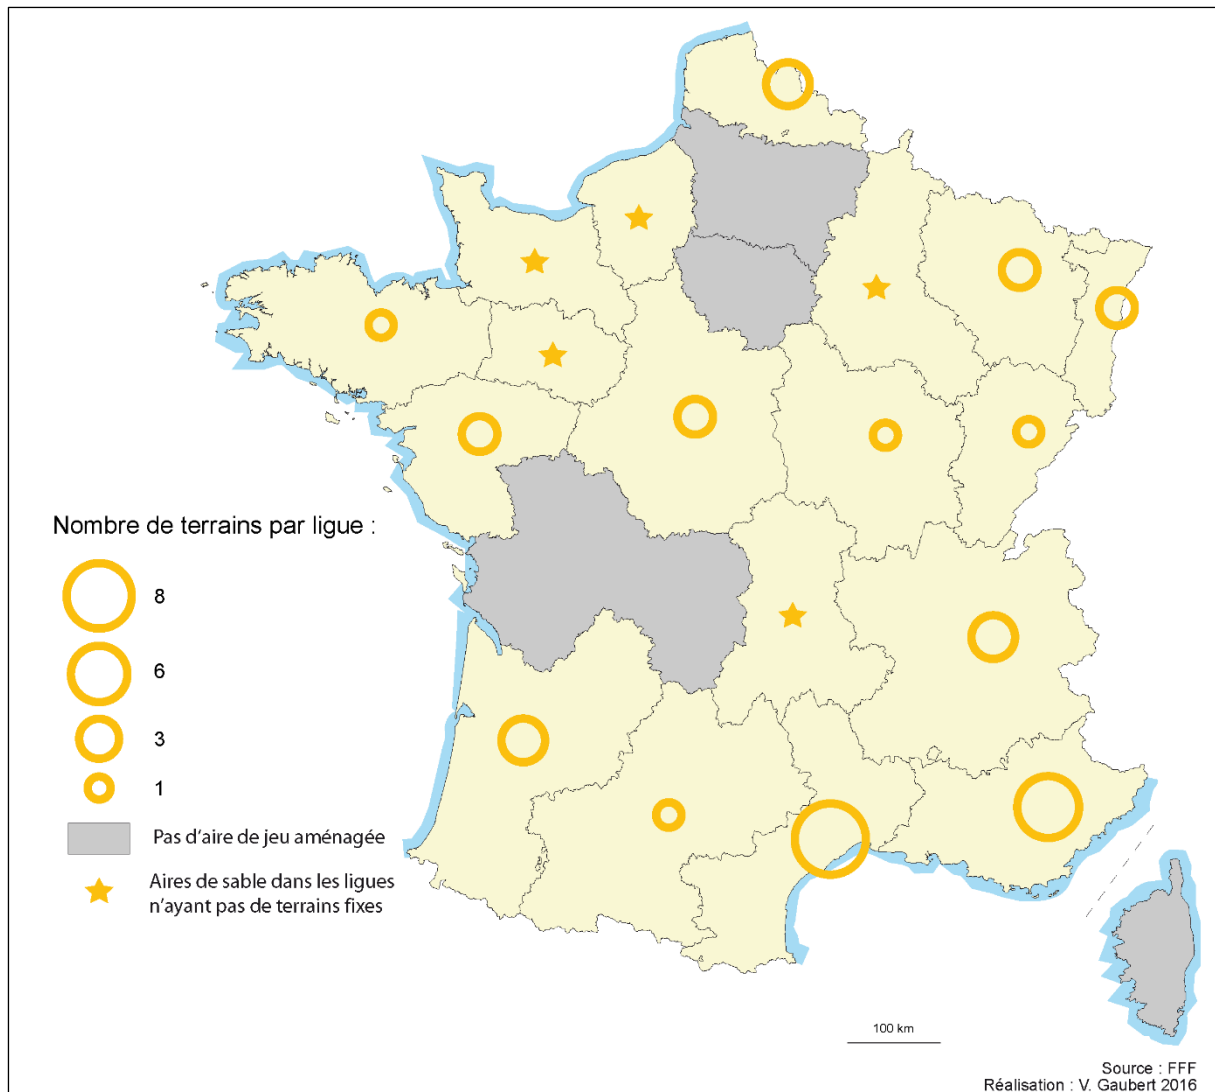 Nombre de terrains par ligue :
8
6
3
1
Pas d'aire de jeu aménagée
Aires de sable dans les ligues
n'ayant pas de terrains fixes
100 km
Source : FFF
Réalisation : V. Gaubert 2016